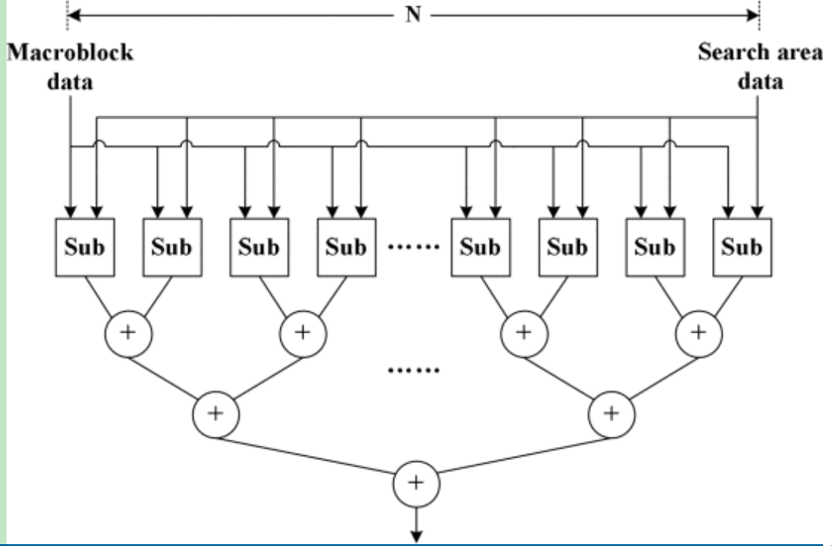 N
Macroblock
data
Search area
data
Sub Sub Sub Sub ...... Sub Sub Sub Sub
+ + + +
......
+ +
+